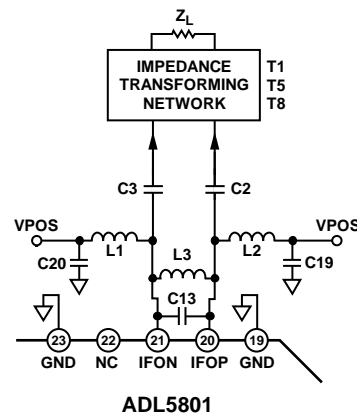 ZL
IMPEDANCE
TRANSFORMING
NETWORK
T1
T5
T8
C3
C2
VPOS
VPOS
L1
L3
L2
C20
C19
C13
23
22
21
20
19
GND
NC
IFON
IFOP
GND
ADL5801